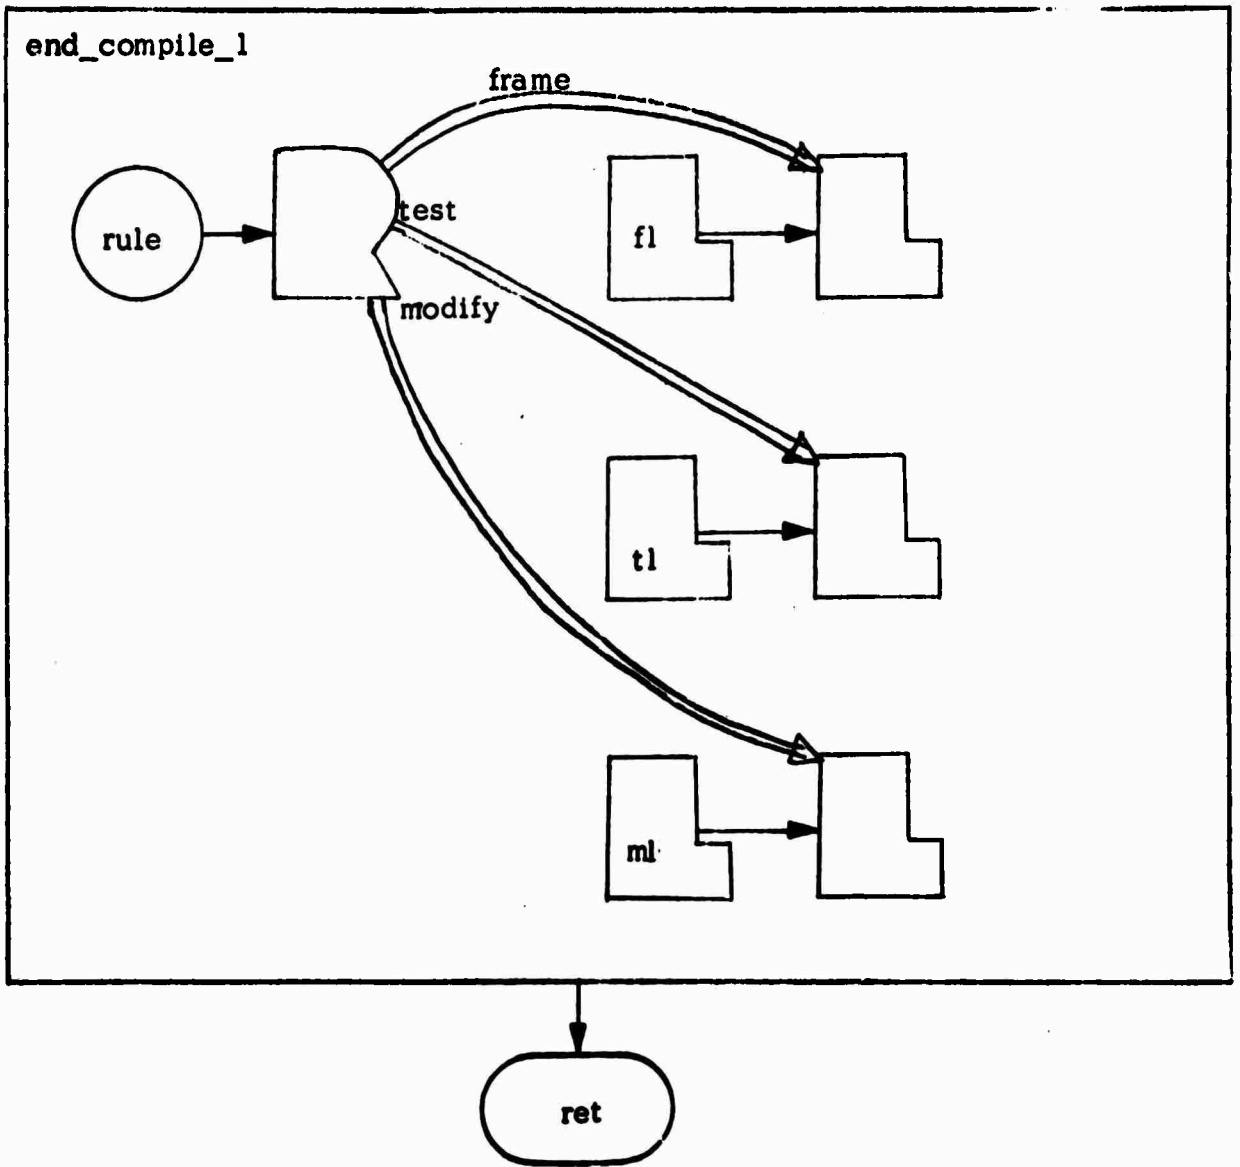 end_compile_1
frame
test
rule
fl
modify
tl
ml
ret